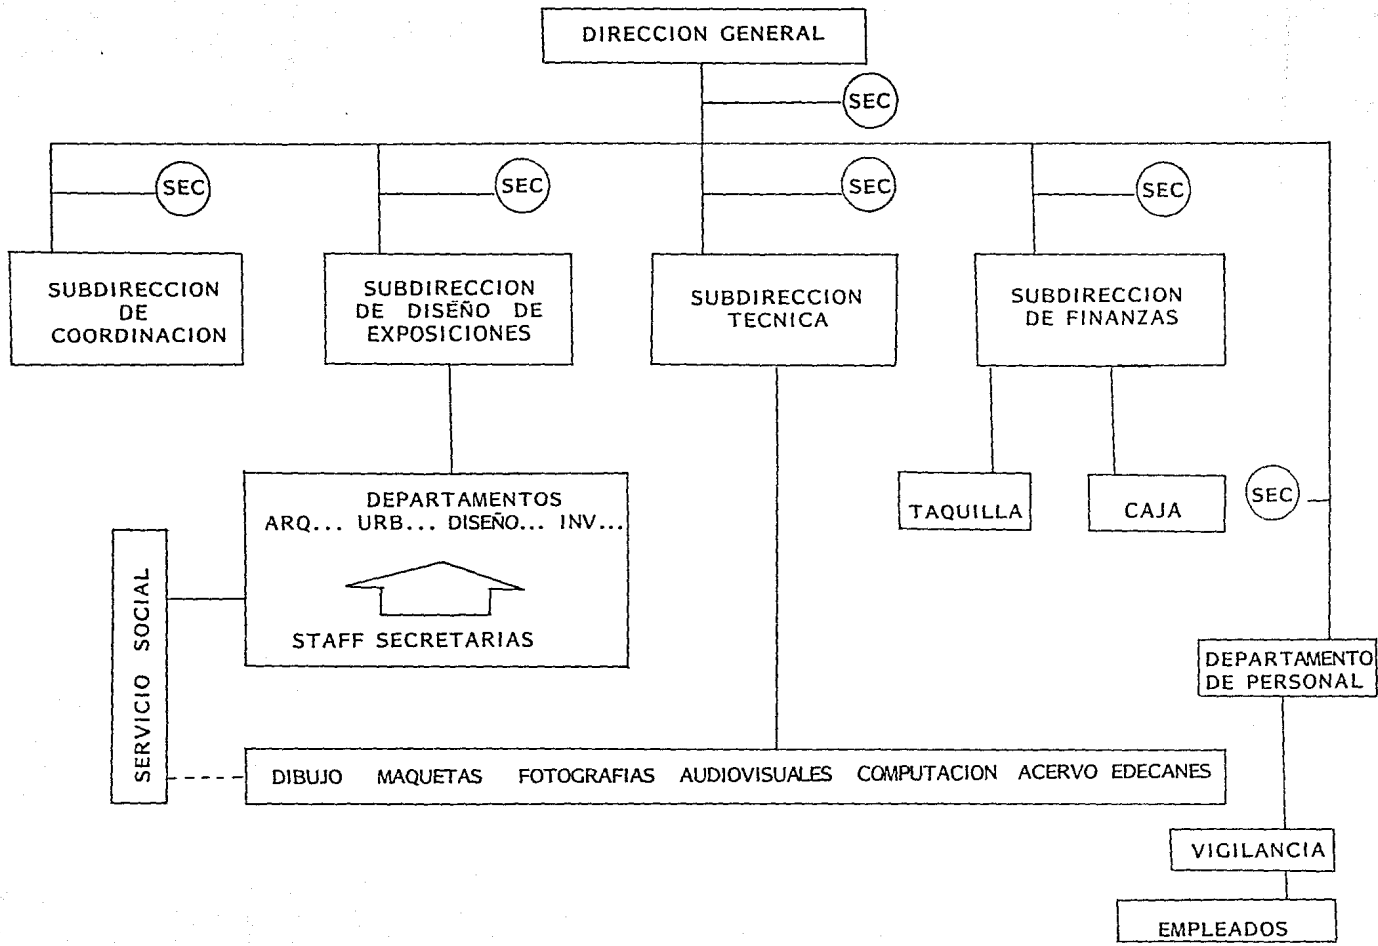 DIRECCION GENERAL
SEC
SEC
SEC
SEC
SEC
SUBDIRECCION
DE
COORDINACION
SUBDIRECCION
DE DISEÑO DE
EXPOSICIONES
SUBDIRECCION
TECNICA
SUBDIRECCION
DE FINANZAS
DEPARTAMENTOS
ARQ... URB... DISEÑO... INV...
STAFF SECRETARIAS
TAQUILLA
CAJA
SEC
SERVICIO SOCIAL
DEPARTAMENTO
DE PERSONAL
DIBUJO MAQUETAS FOTOGRAFIAS AUDIOVISUALES COMPUTACION ACERVO EDECANES
VIGILANCIA
EMPLEADOS